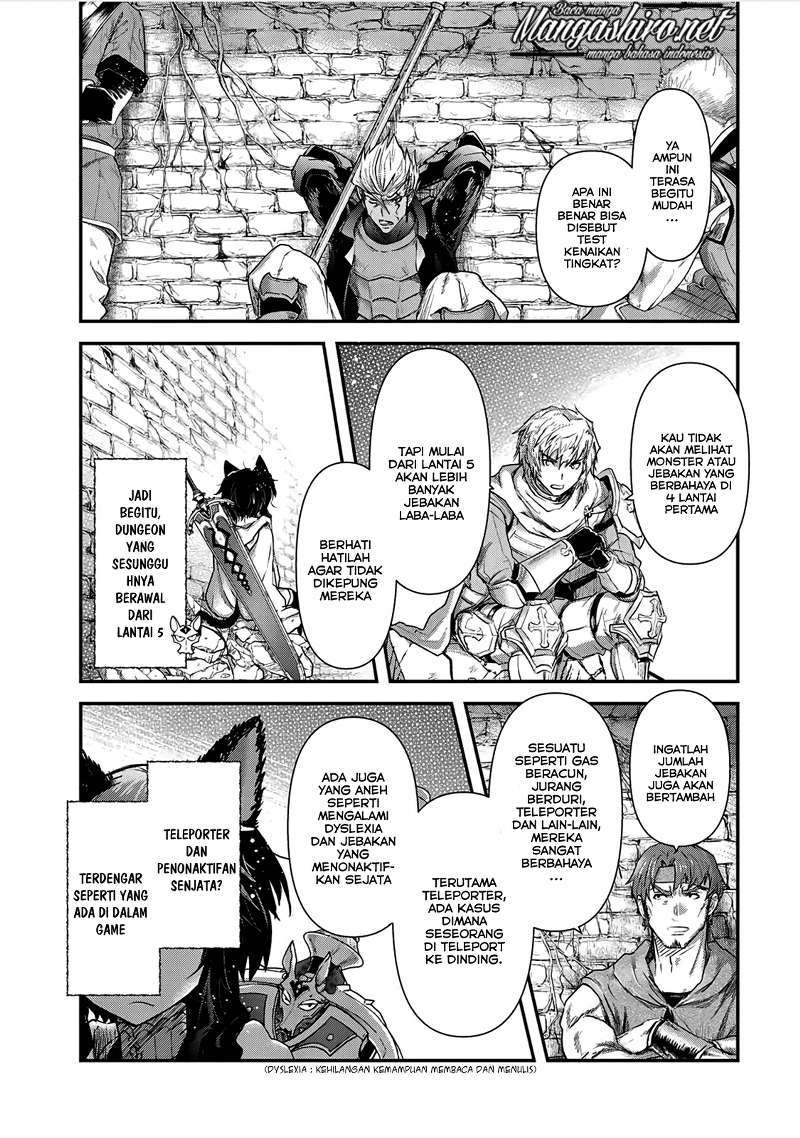 Baca manga
Mangashiro.net
manga bahasa indonesia
YA
AMPUN
INI
TERASA
BEGITU
MUDAH
...
APA INI
BENAR
BENAR BISA
DISEBUT
TEST
KENAIKAN
TINGKAT?
KAU TIDAK
AKAN MELIHAT
MONSTER ATAU
JEBAKAN YANG
BERBAHAYA DI
4 LANTAI
PERTAMA
TAPI MULAI
DARI LANTAI 5
AKAN LEBIH
BANYAK
JEBAKAN
LABA-LABA
BERHATI
HATILAH
AGAR TIDAK
DIKEPUNG
MEREKA
JADI
BEGITU,
DUNGEON
YANG
SESUNGGU
HNYA
BERAWAL
DARI
LANTAI 5
INGATLAH
JUMLAH
JEBAKAN
JUGA AKAN
BERTAMBAH
SESUATU
SEPERTI GAS
BERACUN,
JURANG
BERDURI,
TELEPORTER
DAN LAIN-LAIN,
MEREKA
SANGAT
BERBAHAYA
...
TERUTAMA
TELEPORTER,
ADA KASUS
DIMANA
SESEORANG
DI TELEPORT
KE DINDING.
ADA JUGA
YANG ANEH
SEPERTI
MENGALAMI
DYSLEXIA
DAN JEBAKAN
YANG
MENONAKTIF-
KAN SEJATA
TELEPORTER
DAN
PENONAKTIFAN
SENJATA?
TERDENGAR
SEPERTI YANG
ADA DI DALAM
GAME
(DYSLEXIA : KEHILANGAN KEMAMPUAN MEMBACA DAN MENULIS)